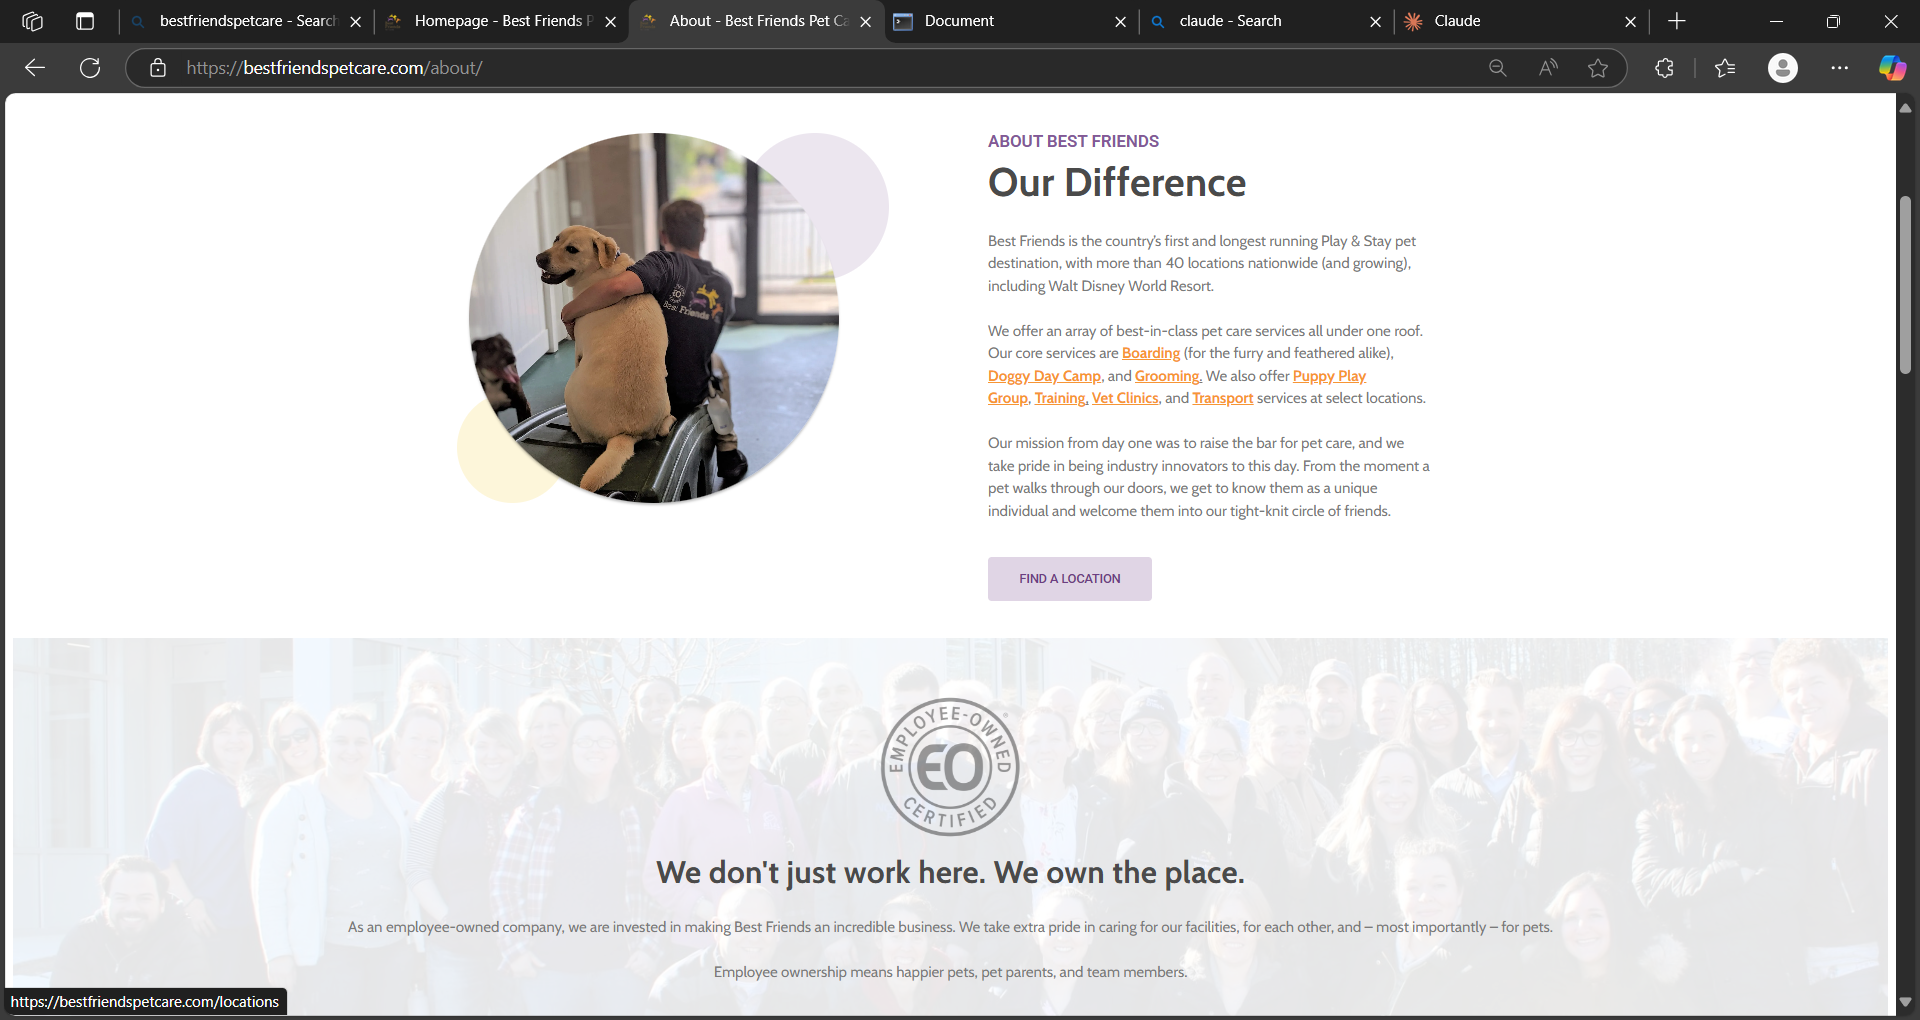 bestfriendspetcare - Search
Homepage - Best Friends P
About - Best Friends Pet Ca
Document
claude - Search
Claude
https://bestfriendspetcare.com/about/
ABOUT BEST FRIENDS
Our Difference
Best Friends is the country's first and longest running Play & Stay pet
destination, with more than 40 locations nationwide (and growing),
including Walt Disney World Resort.
We offer an array of best-in-class pet care services all under one roof.
Our core services are Boarding (for the furry and feathered alike),
Doggy Day Camp, and Grooming. We also offer Puppy Play
Group, Training, Vet Clinics, and Transport services at select locations.
Our mission from day one was to raise the bar for pet care, and we
take pride in being industry innovators to this day. From the moment a
pet walks through our doors, we get to know them as a unique
individual and welcome them into our tight-knit circle of friends.
FIND A LOCATION
EO
Best Friends
EMPLOYEE-OWNED
EO
CERTIFIED
We don't just work here. We own the place.
As an employee-owned company, we are invested in making Best Friends an incredible business. We take extra pride in caring for our facilities, for each other, and – most importantly – for pets.
Employee ownership means happier pets, pet parents, and team members.
https://bestfriendspetcare.com/locations